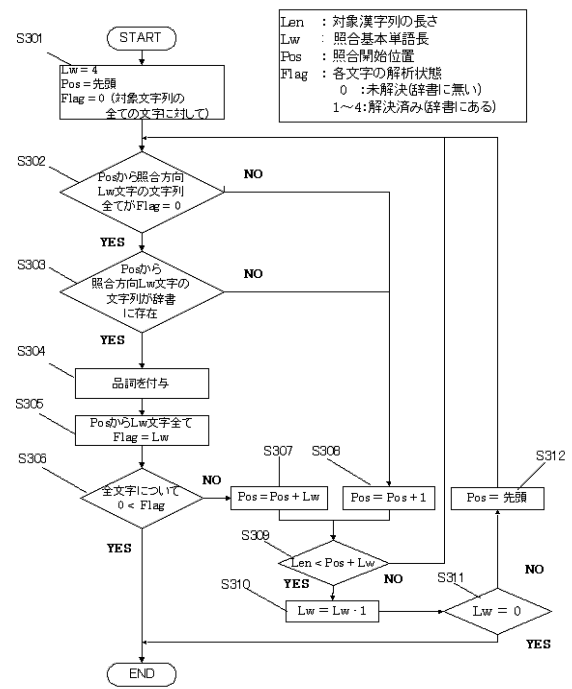 Len : 対象漢字列の長さ
Lw : 照合基本単語長
Pos : 照合開始位置
Flag : 各文字の解析状態
0 :未解決(辞書に無い)
1～4:解決済み(辞書にある)
START
S301
Lw = 4
Pos = 先頭
Flag = 0 (対象文字列の
全ての文字に対して)
S302
Posから照合方向
Lw文字の文字列
全てがFlag = 0
NO
YES
S303
Posから
照合方向Lw文字の
文字列が辞書
に存在
NO
YES
S304
品詞を付与
S305
PosからLw文字全て
Flag = Lw
S306
全文字について
0 < Flag
NO
YES
S307
Pos = Pos + Lw
S308
Pos = Pos + 1
S309
Len < Pos + Lw
YES
NO
S310
Lw = Lw - 1
S311
Lw = 0
NO
YES
S312
Pos = 先頭
END